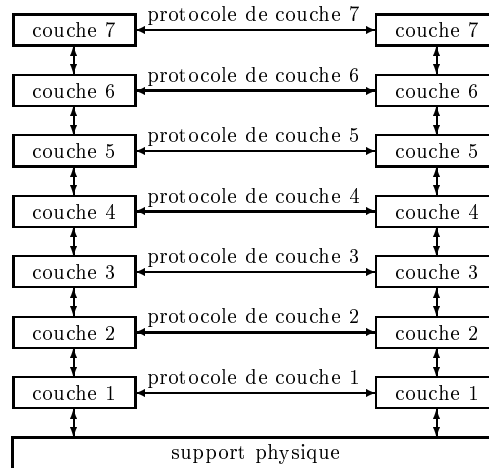 protocole de couche 7
couche 7 couche 7
protocole de couche 6
couche 6 couche 6
protocole de couche 5
couche 5 couche 5
protocole de couche 4
couche 4 couche 4
protocole de couche 3
couche 3 couche 3
protocole de couche 2
couche 2 couche 2
protocole de couche 1
couche 1 couche 1
support physique